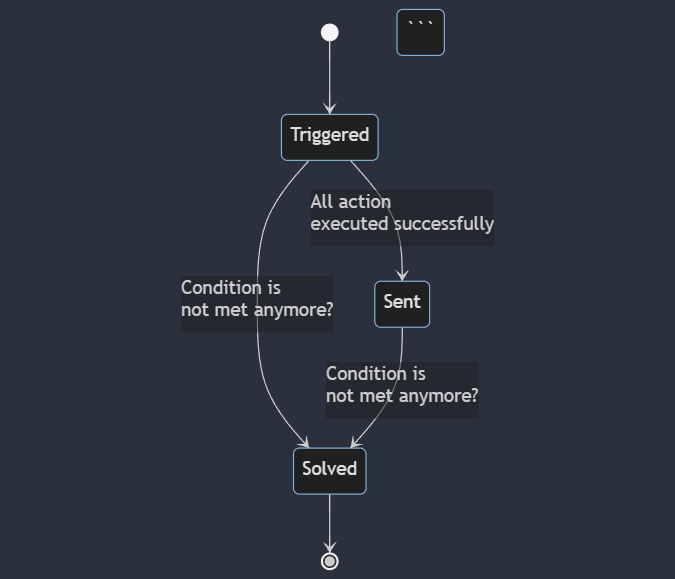 ```
Triggered
All action
executed successfully
Condition is
not met anymore?
Sent
Condition is
not met anymore?
Solved